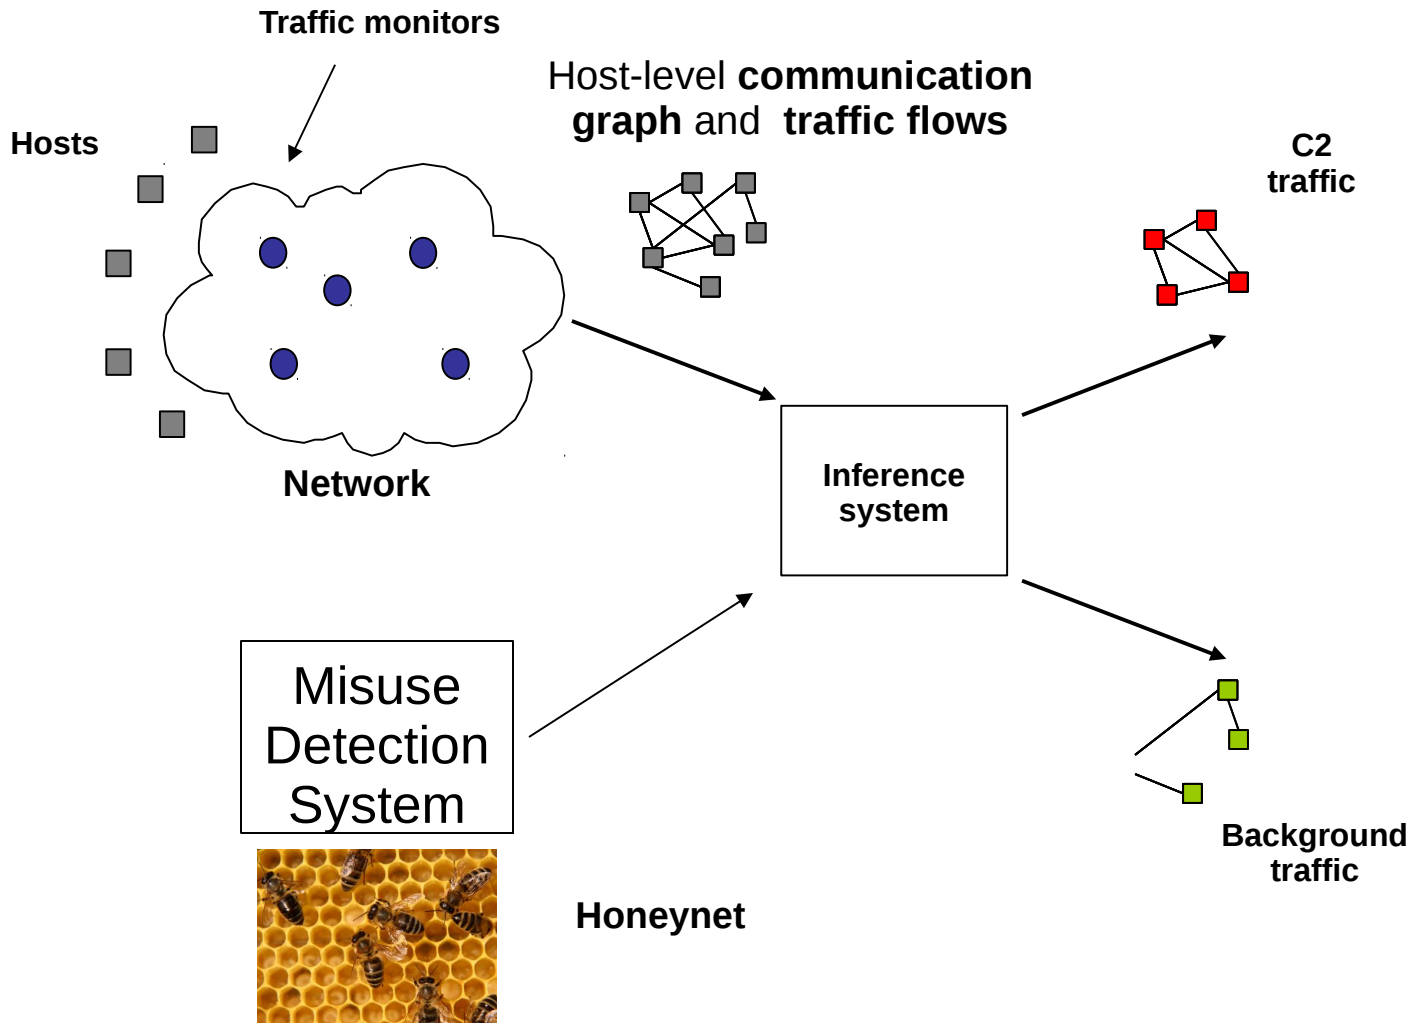 Traffic monitors
Host-level communication
graph and  traffic flows
Hosts
C2
traffic
Network
Inference
system
Misuse
Detection
System
Background
traffic
Honeynet